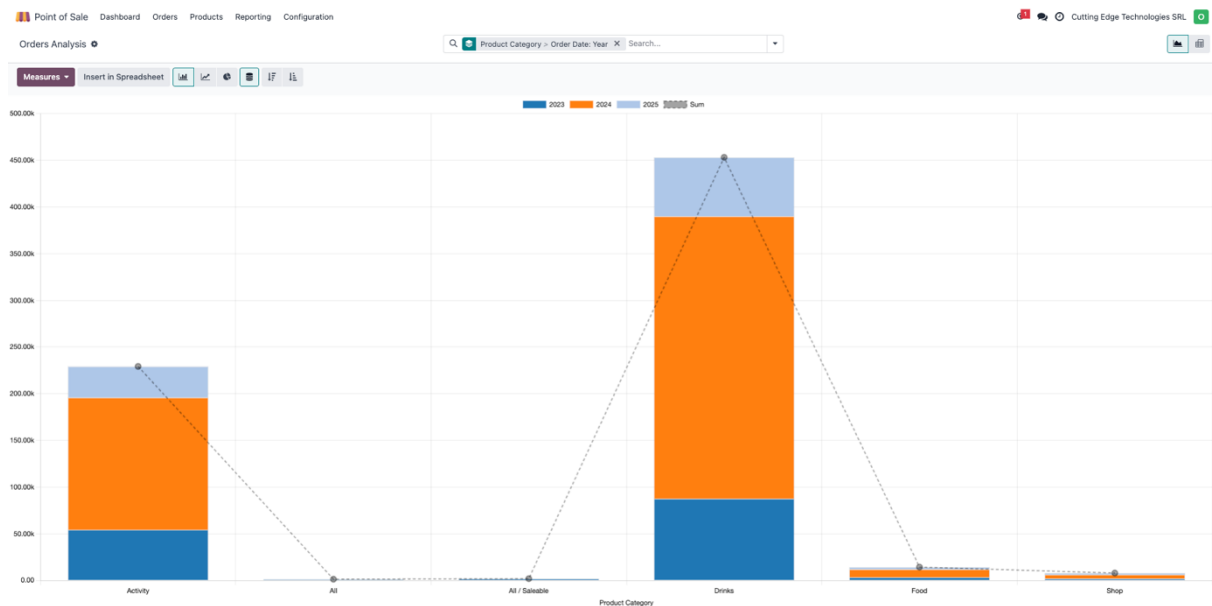 Point of Sale Dashboard Orders Products Reporting Configuration 1 Cutting Edge Technologies SRL O
Orders Analysis Product Category > Order Date: Year × Search...
Measures Insert in Spreadsheet
2023 2024 2025 Sum
500.00k
450.00k
400.00k
350.00k
300.00k
250.00k
200.00k
150.00k
100.00k
50.00k
0.00
Activity All All / Saleable Drinks Food Shop
Product Category